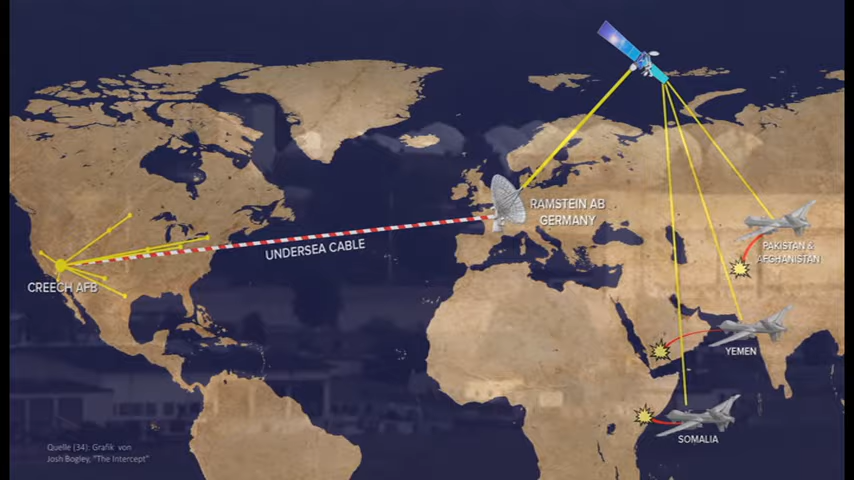 RAMSTEIN AB
GERMANY
UNDERSEA CABLE
CREECH AFB
PAKISTAN &
AFGHANISTAN
YEMEN
SOMALIA
Quelle (34): Grafik von
Josh Bogley, "The Intercept"